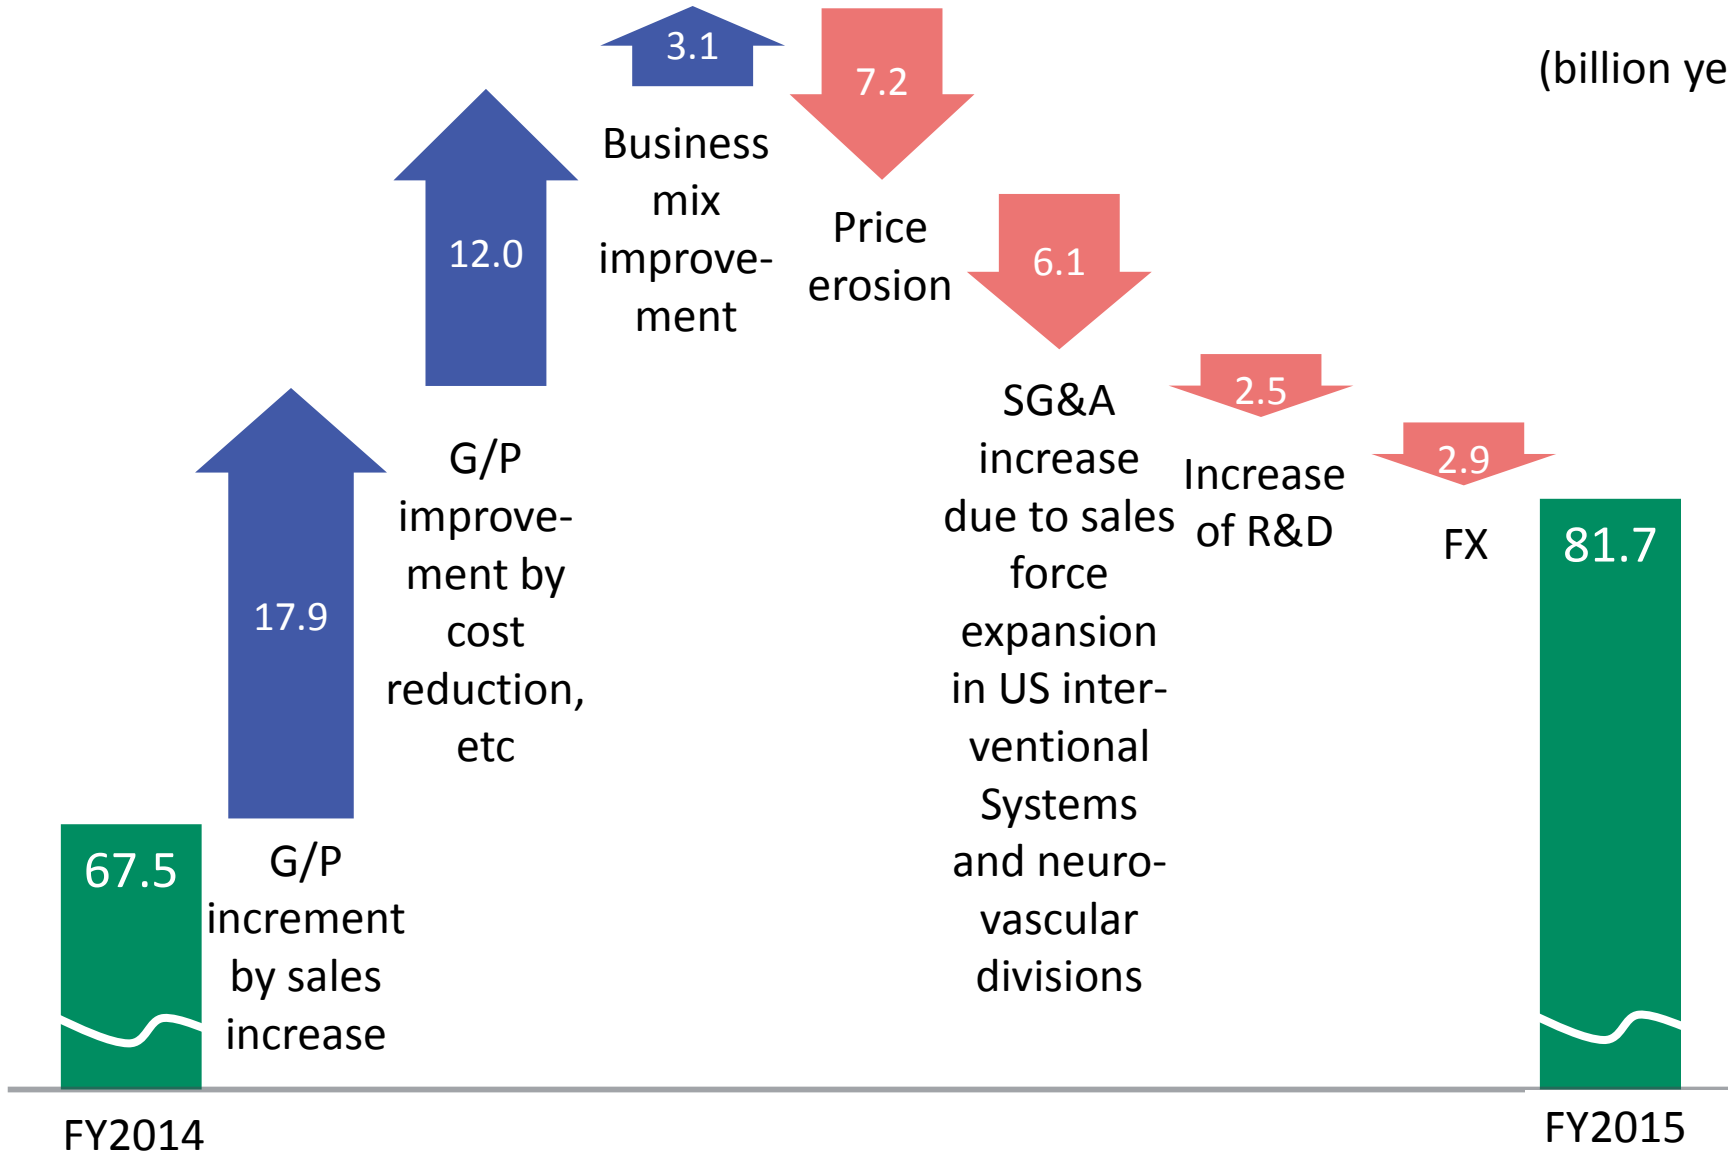 (billion ye
3.1
Business
mix
improve-
ment
7.2
Price
erosion
12.0
G/P
improve-
ment by
cost
reduction,
etc
6.1
SG&A
increase
due to sales
force
expansion
in US inter-
ventional
Systems
and neuro-
vascular
divisions
2.5
Increase
of R&D
2.9
FX
17.9
G/P
increment
by sales
increase
67.5
81.7
FY2014
FY2015